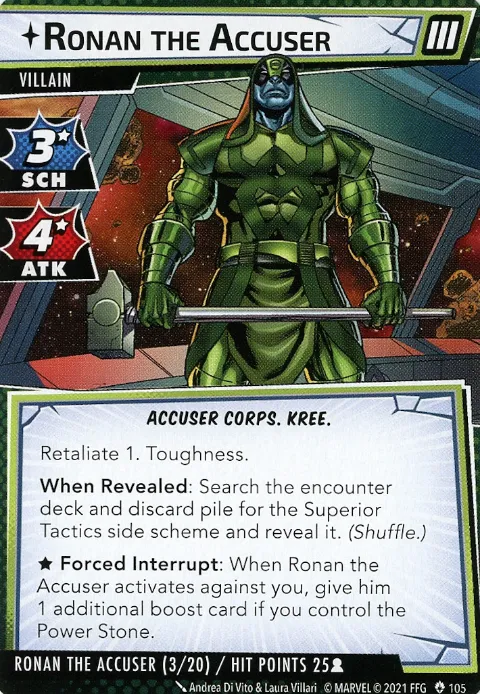 RONAN THE ACCUSER
III
VILLAIN
3
SCH
4
ATK
ACCUSER CORPS. KREE.
Retaliate 1. Toughness.
When Revealed: Search the encounter
deck and discard pile for the Superior
Tactics side scheme and reveal it. (Shuffle.)
★ Forced Interrupt: When Ronan the
Accuser activates against you, give him
1 additional boost card if you control the
Power Stone.
RONAN THE ACCUSER (3/20) / HIT POINTS 25
Andrea Di Vito & Laura Villari © MARVEL © 2021 FFG 105